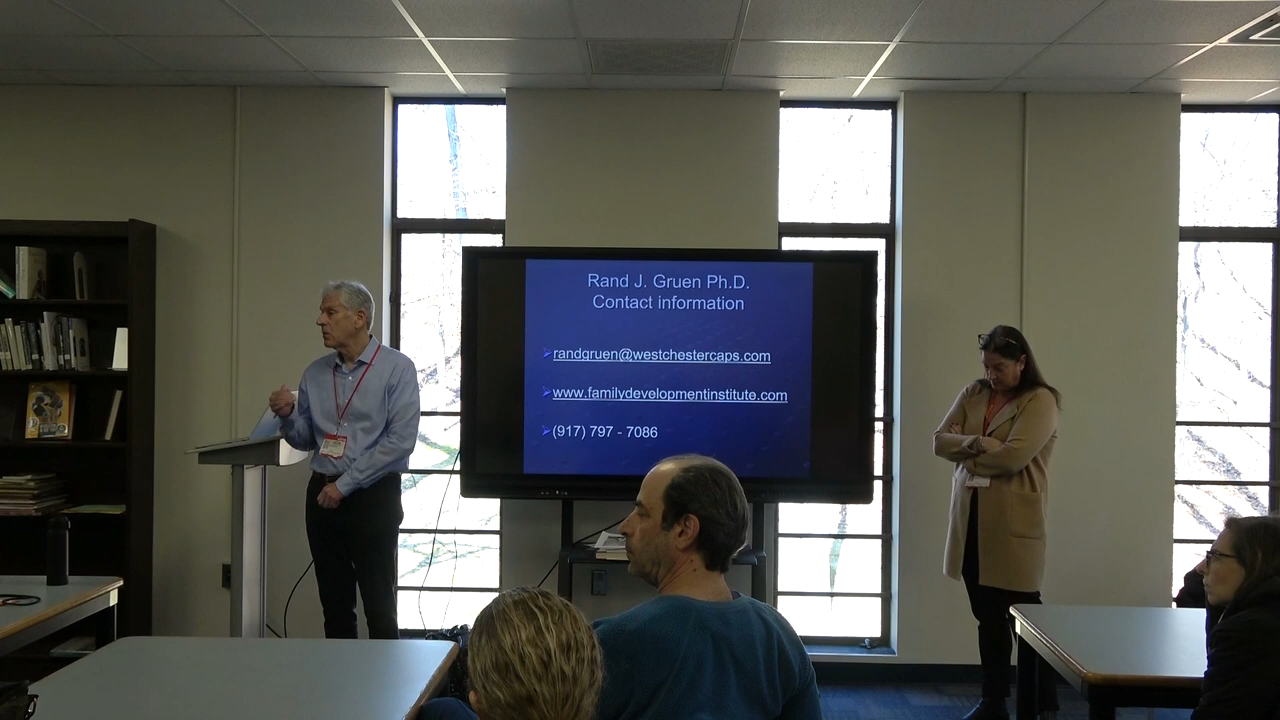 Rand J. Gruen Ph.D.
Contact information
randgruen@westchestercaps.com
www.familydevelopmentinstitute.com
(917) 797 - 7086